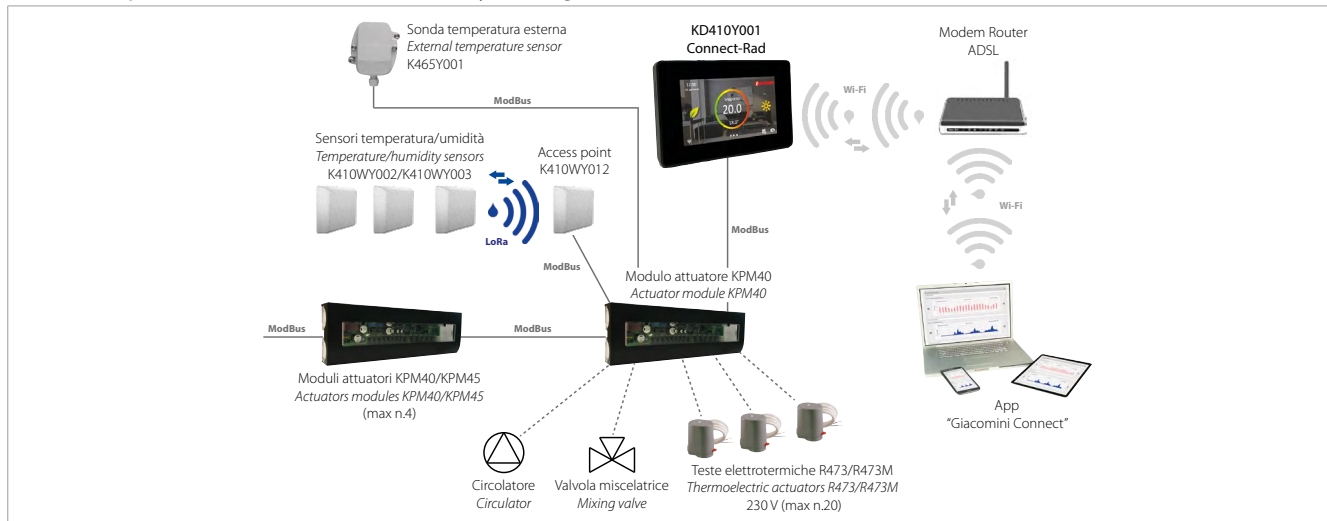 Sonda temperatura esterna
External temperature sensor
K465Y001
KD410Y001
Connect-Rad
Modem Router
ADSL
ModBus
20.0
Wi-Fi
Sensori temperatura/umidità
Temperature/humidity sensors
K410WY002/K410WY003
Access point
K410WY012
LoRa
ModBus
ModBus
Wi-Fi
Modulo attuatore KPM40
Actuator module KPM40
ModBus
ModBus
Moduli attuatori KPM40/KPM45
Actuators modules KPM40/KPM45
(max n.4)
App
“Giacomini Connect”
Circolatore
Circulator
Valvola miscelatrice
Mixing valve
Teste elettrotermiche R473/R473M
Thermoelectric actuators R473/R473M
230 V (max n.20)